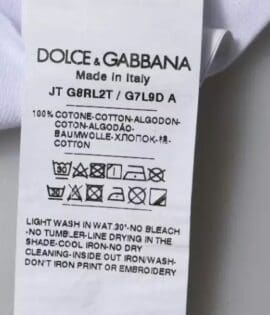 DOLCE & GABBANA
Made in Italy
JT G8RL2T / G7L9D A
100% COTONE-COTTON-ALGODON-
COTON-ALGODÃO-
BAUMWOLLE-ХЛОПОК-棉-
COTTON
LIGHT WASH IN WAT.30°-NO BLEACH
-NO TUMBLER-LINE DRYING IN THE
SHADE-COOL IRON-NO DRY
CLEANING-INSIDE OUT IRON/WASH-
DON'T IRON PRINT OR EMBROIDERY